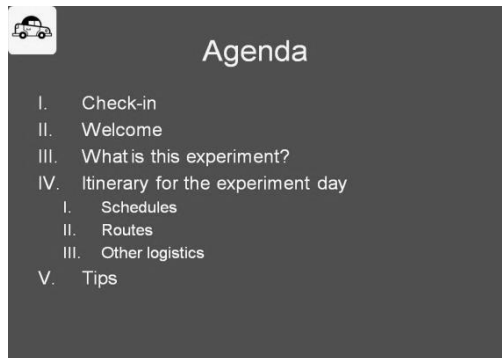 Agenda
I. Check-in
II. Welcome
III. What is this experiment?
IV. Itinerary for the experiment day
I. Schedules
II. Routes
III. Other logistics
V. Tips